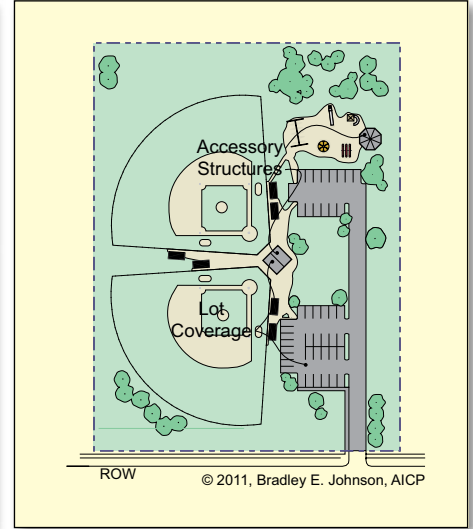 Accessory
Structures
Lot
Coverage
ROW
© 2011, Bradley E. Johnson, AICP